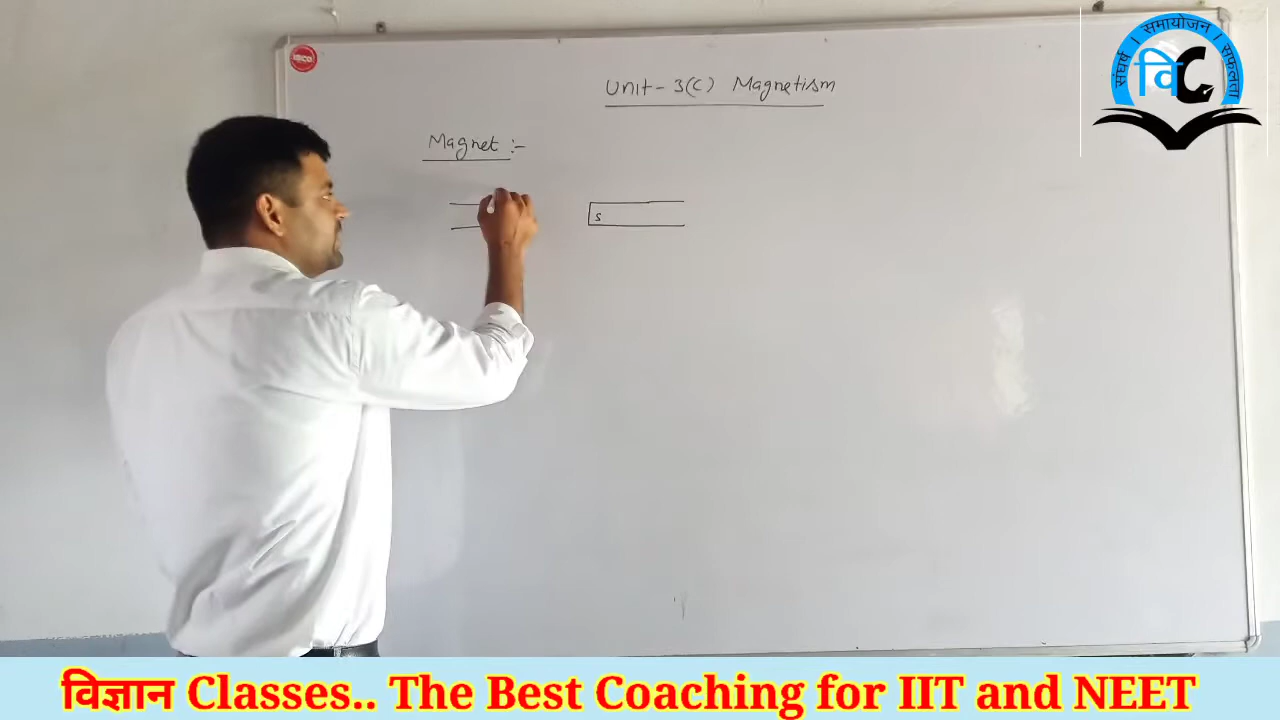 संघर्ष । समायोजन । सफलता
विC
Unit - 3(C) Magnetism
Magnet :-
S
विज्ञान Classes.. The Best Coaching for IIT and NEET